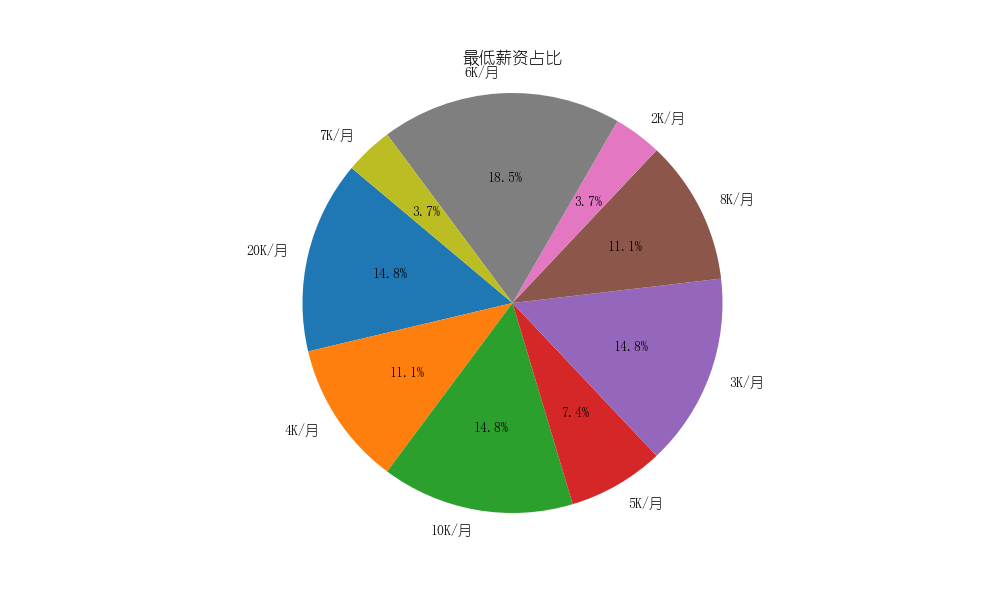 最低薪资占比
6K/月
2K/月
7K/月
18.5%
8K/月
3.7%
3.7%
11.1%
20K/月
14.8%
14.8%
11.1%
3K/月
7.4%
14.8%
4K/月
5K/月
10K/月